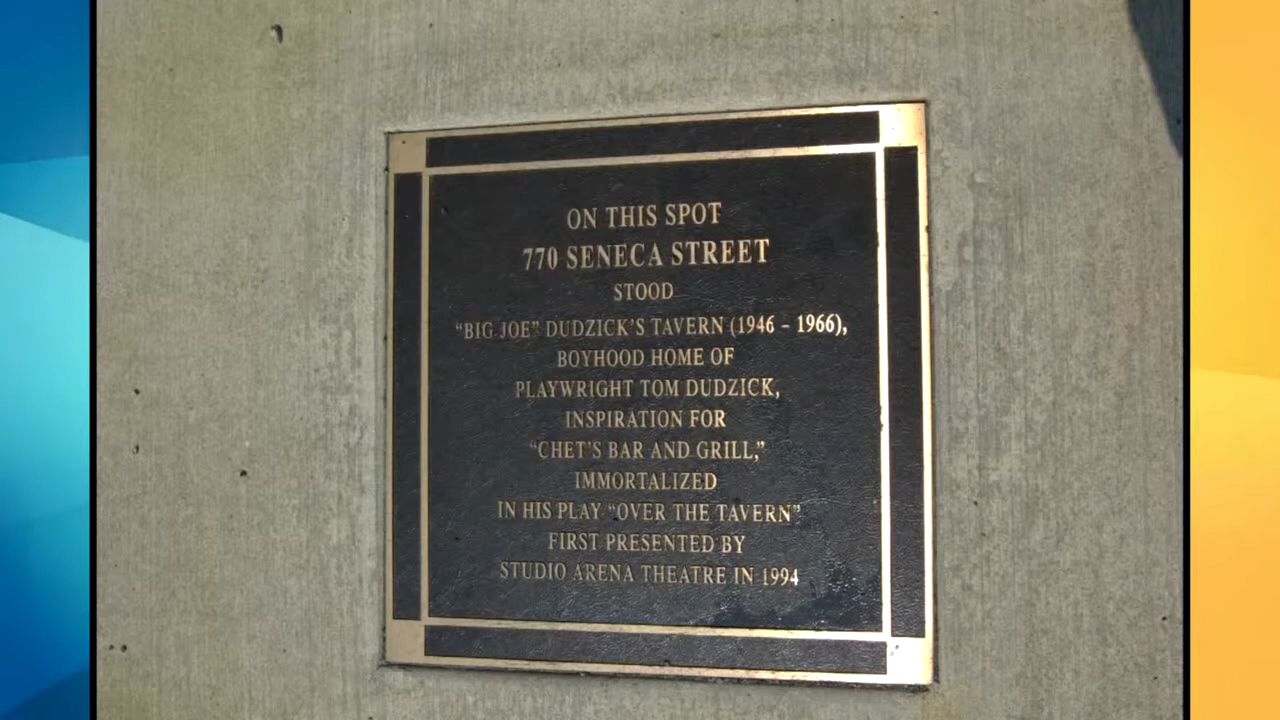 ON THIS SPOT
770 SENECA STREET
STOOD
“BIG JOE” DUDZICK’S TAVERN (1946 – 1966),
BOYHOOD HOME OF
PLAYWRIGHT TOM DUDZICK,
INSPIRATION FOR
“CHET’S BAR AND GRILL,”
IMMORTALIZED
IN HIS PLAY “OVER THE TAVERN”
FIRST PRESENTED BY
STUDIO ARENA THEATRE IN 1994